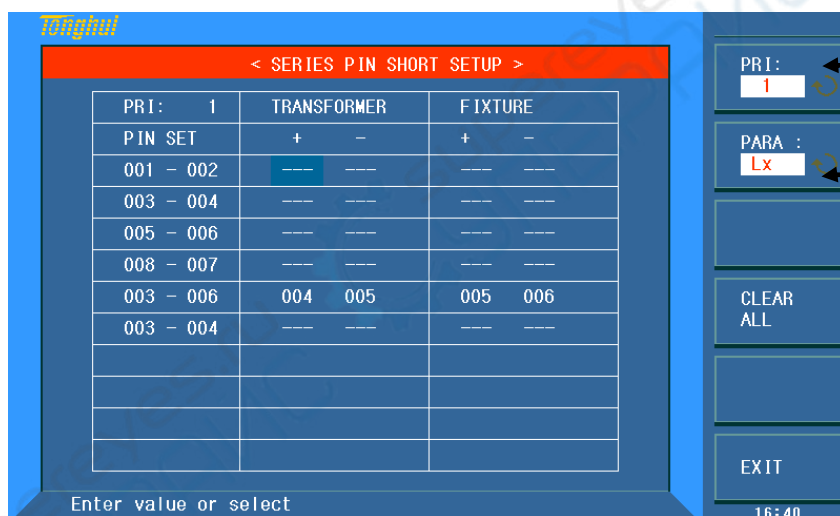 Tonghui
< SERIES PIN SHORT SETUP >
PRI: 1 TRANSFORMER FIXTURE
PIN SET + - + -
001 - 002 --- --- --- ---
003 - 004 --- --- --- ---
005 - 006 --- --- --- ---
008 - 007 --- --- --- ---
003 - 006 004 005 005 006
003 - 004 --- --- --- ---
Enter value or select
PRI:
1
PARA :
Lx
CLEAR
ALL
EXIT
16:40